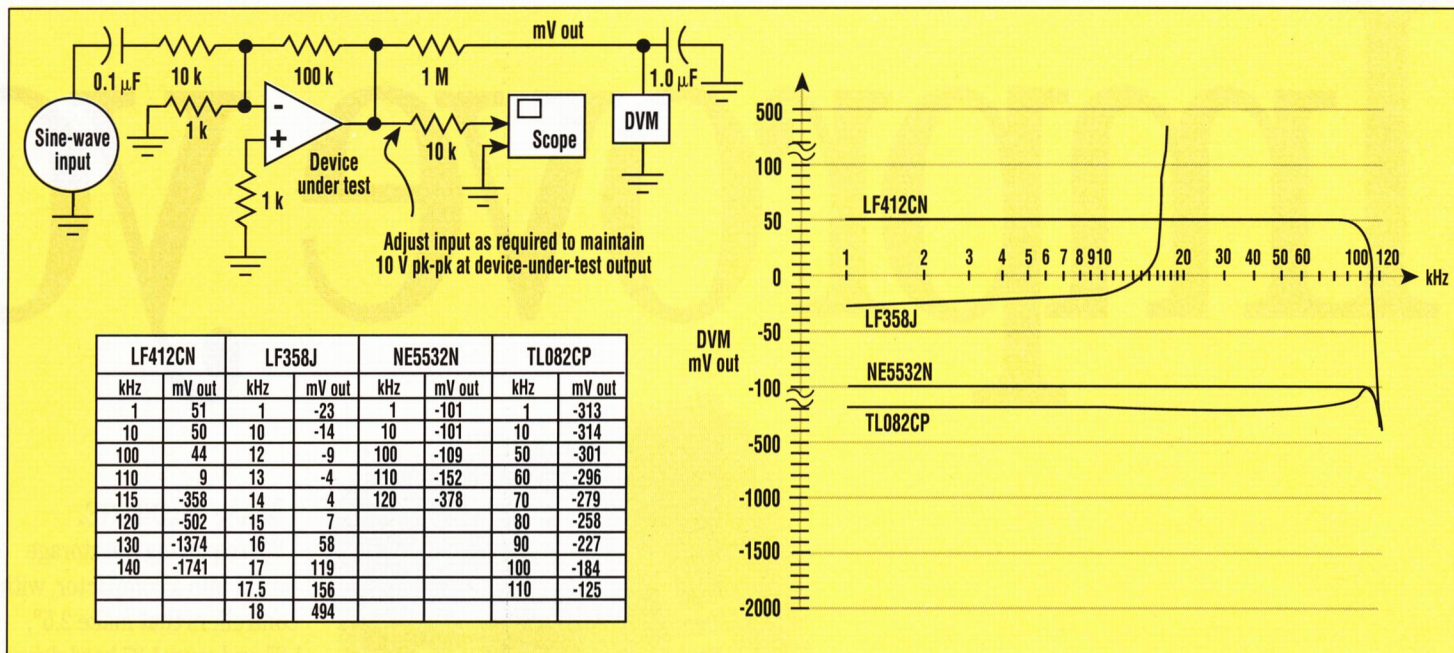 mV out
0.1 μF
10 k
100 k
1 M
1.0 μF
1 k
Sine-wave
input
-
+
Device
under test
1 k
10 k
Scope
DVM
Adjust input as required to maintain
10 V pk-pk at device-under-test output
LF412CN LF358J NE5532N TL082CP
kHz mV out kHz mV out kHz mV out kHz mV out
1 51 1 -23 1 -101 1 -313
10 50 10 -14 10 -101 10 -314
100 44 12 -9 100 -109 50 -301
110 9 13 -4 110 -152 60 -296
115 -358 14 4 120 -378 70 -279
120 -502 15 7 80 -258
130 -1374 16 58 90 -227
140 -1741 17 119 100 -184
17.5 156 110 -125
18 494
500
100
50
0
-50
-100
-500
-1000
-1500
-2000
DVM
mV out
LF412CN
1 2 3 4 5 6 7 8 9 10 20 30 40 50 60 100 120
kHz
LF358J
NE5532N
TL082CP